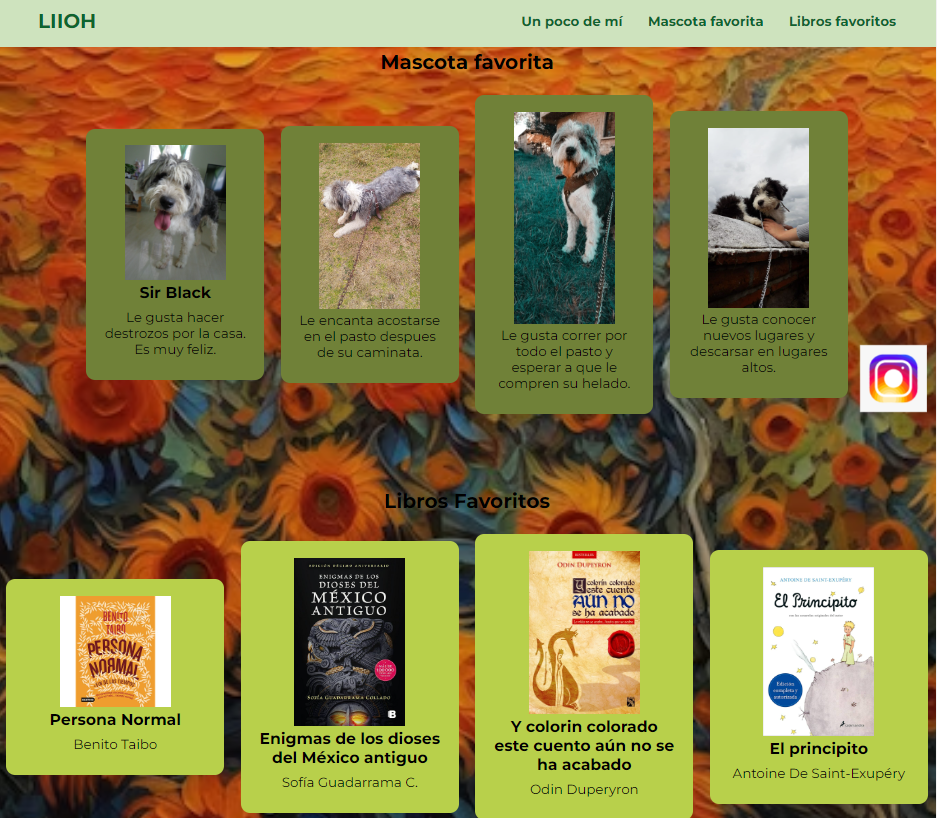 LIIOH
Un poco de mí
Mascota favorita
Libros favoritos
Mascota favorita
Sir Black
Le gusta hacer
destrozos por la casa.
Es muy feliz.
Le encanta acostarse
en el pasto despues
de su caminata.
Le gusta correr por
todo el pasto y
esperar a que le
compren su helado.
Le gusta conocer
nuevos lugares y
descarsar en lugares
altos.
Libros Favoritos
BENITO
TAIBO
PERSONA
NORMAL
Persona Normal
Benito Taibo
EDICIÓN DÉCIMO ANIVERSARIO
ENIGMAS DE LOS
DIOSES DEL
MÉXICO
ANTIGUO
SOFÍA GUADARRAMA COLLADO
B
Enigmas de los dioses
del México antiguo
Sofía Guadarrama C.
ODIN DUPEYRON
Y colorín colorado
este cuento
AÚN NO
se ha acabado
Y colorin colorado
este cuento aún no se
ha acabado
Odin Duperyron
ANTOINE DE SAINT-EXUPÉRY
El Principito
Edición
completa y
autorizada
El principito
Antoine De Saint-Exupéry